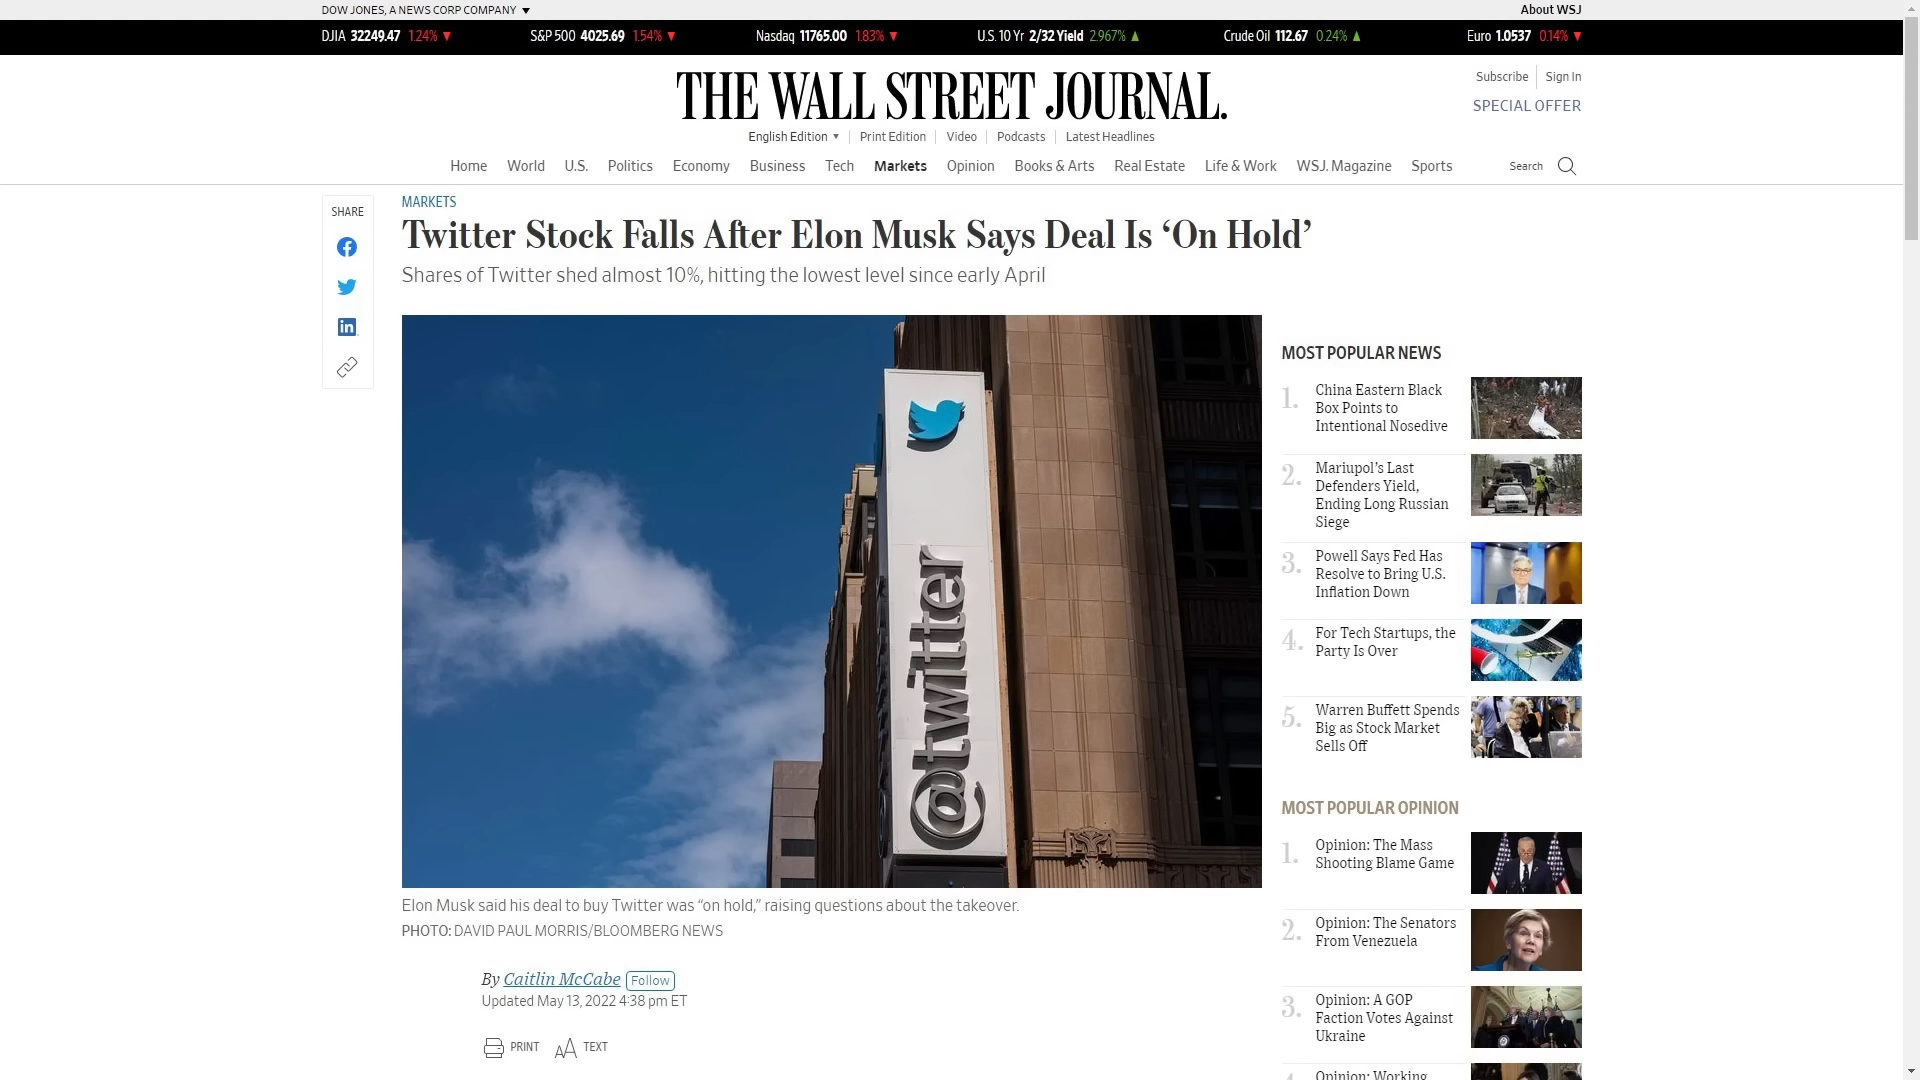 DOW JONES, A NEWS CORP COMPANY
About WSJ
DJIA 32249.47 1.24%
S&P 500 4025.69 1.54%
Nasdaq 11765.00 1.83%
U.S. 10 Yr 2/32 Yield 2.967%
Crude Oil 112.67 0.24%
Euro 1.0537 0.14%
THE WALL STREET JOURNAL.
Subscribe
Sign In
SPECIAL OFFER
English Edition
Print Edition
Video
Podcasts
Latest Headlines
Home
World
U.S.
Politics
Economy
Business
Tech
Markets
Opinion
Books & Arts
Real Estate
Life & Work
WSJ. Magazine
Sports
Search
SHARE
MARKETS
Twitter Stock Falls After Elon Musk Says Deal Is ‘On Hold’
Shares of Twitter shed almost 10%, hitting the lowest level since early April
@twitter
Elon Musk said his deal to buy Twitter was “on hold,” raising questions about the takeover.
PHOTO: DAVID PAUL MORRIS/BLOOMBERG NEWS
By Caitlin McCabe Follow
Updated May 13, 2022 4:38 pm ET
PRINT
AA TEXT
MOST POPULAR NEWS
1. China Eastern Black
Box Points to
Intentional Nosedive
2. Mariupol’s Last
Defenders Yield,
Ending Long Russian
Siege
3. Powell Says Fed Has
Resolve to Bring U.S.
Inflation Down
4. For Tech Startups, the
Party Is Over
5. Warren Buffett Spends
Big as Stock Market
Sells Off
MOST POPULAR OPINION
1. Opinion: The Mass
Shooting Blame Game
2. Opinion: The Senators
From Venezuela
3. Opinion: A GOP
Faction Votes Against
Ukraine
4. Opinion: Working